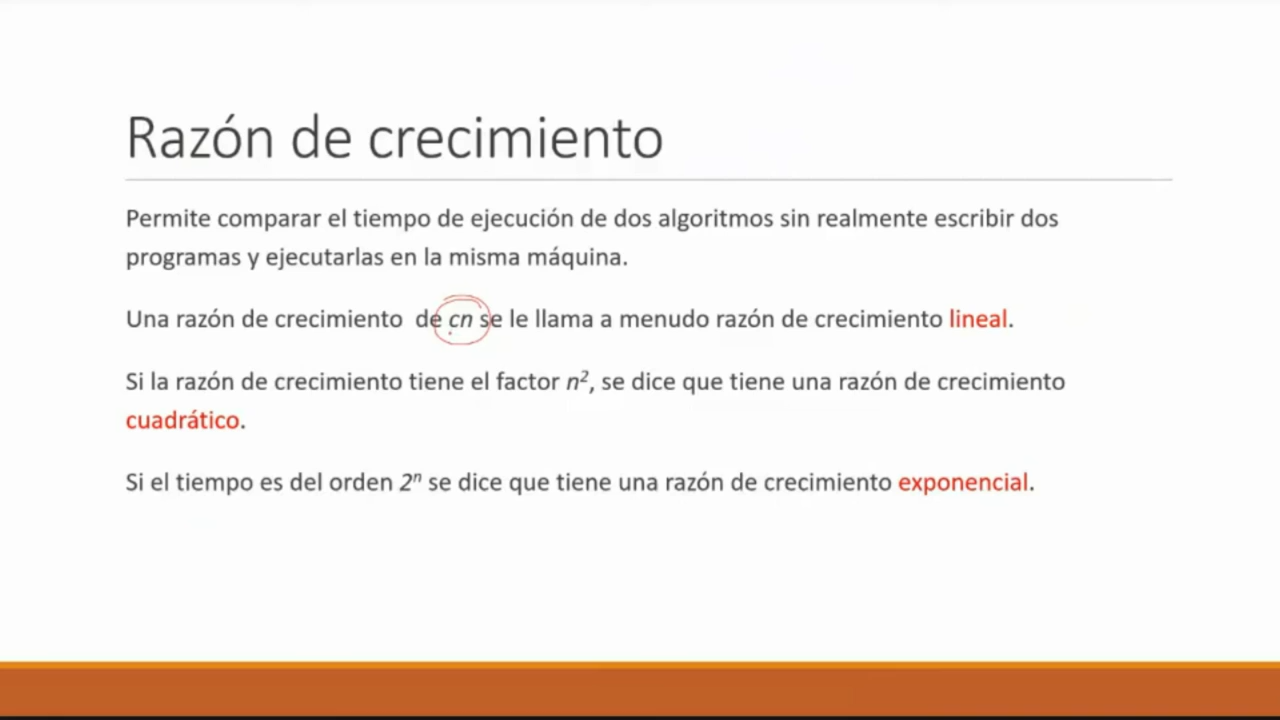 Razón de crecimiento
Permite comparar el tiempo de ejecución de dos algoritmos sin realmente escribir dos
programas y ejecutarlas en la misma máquina.
Una razón de crecimiento de cn se le llama a menudo razón de crecimiento lineal.
Si la razón de crecimiento tiene el factor n², se dice que tiene una razón de crecimiento
cuadrático.
Si el tiempo es del orden 2ⁿ se dice que tiene una razón de crecimiento exponencial.